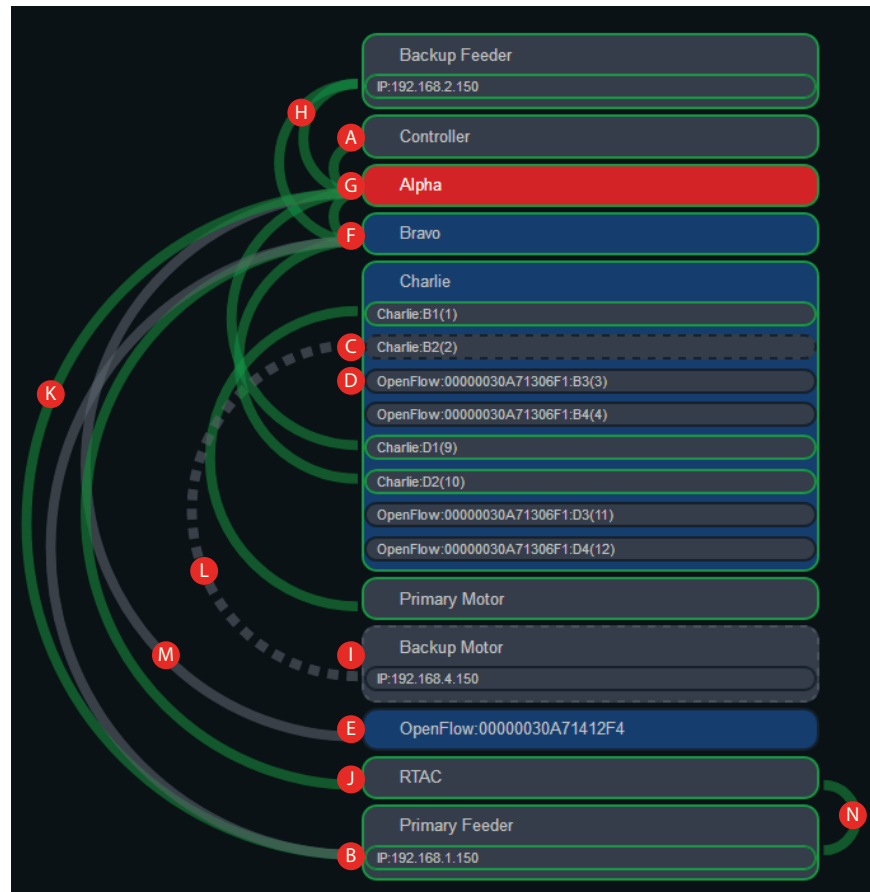 Backup Feeder
IP:192.168.2.150
H
A Controller
G Alpha
F Bravo
Charlie
Charlie:B1(1)
C Charlie:B2(2)
D OpenFlow:00000030A71306F1:B3(3)
K
OpenFlow:00000030A71306F1:B4(4)
Charlie:D1(9)
Charlie:D2(10)
OpenFlow:00000030A71306F1:D3(11)
OpenFlow:00000030A71306F1:D4(12)
L
Primary Motor
Backup Motor
M I
IP:192.168.4.150
E OpenFlow:00000030A71412F4
J RTAC
N
Primary Feeder
B IP:192.168.1.150